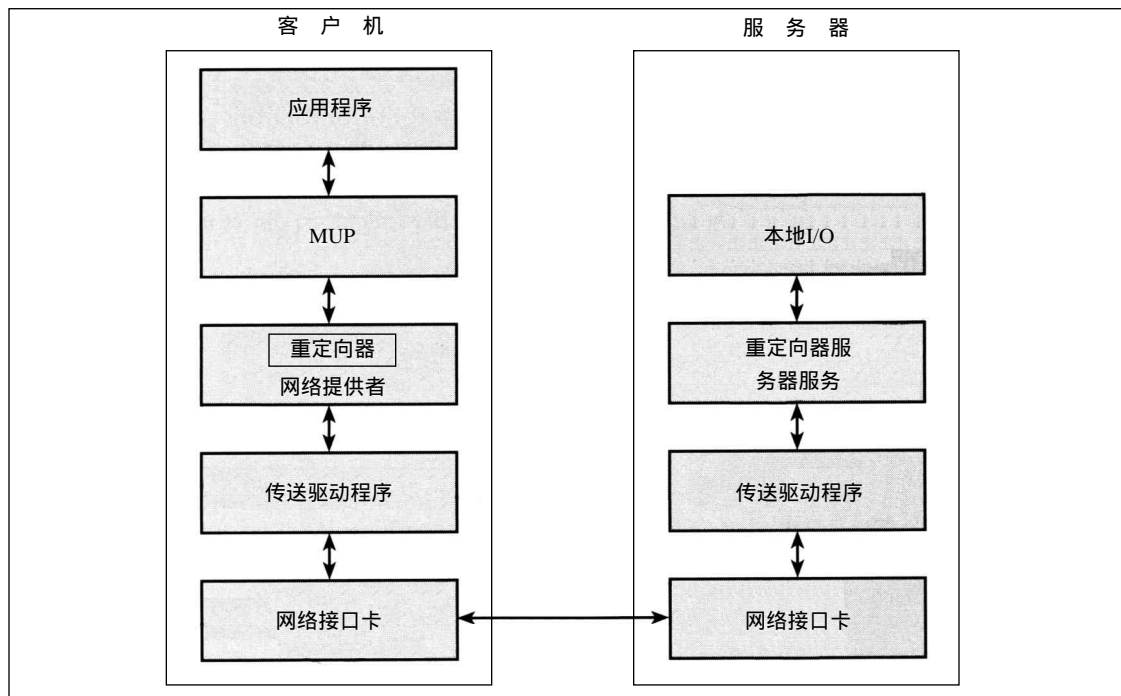 客户机
应用程序
MUP
重定向器
网络提供者
传送驱动程序
网络接口卡
服务器
本地I/O
重定向器服
务器服务
传送驱动程序
网络接口卡